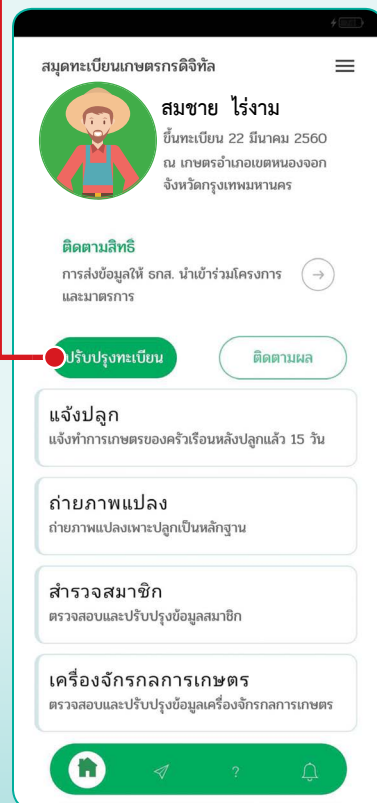 สมุดทะเบียนเกษตรกรดิจิทัล
สมชาย ไร่งาม
ขึ้นทะเบียน 22 มีนาคม 2560
ณ เกษตรอำเภอเขตหนองจอก
จังหวัดกรุงเทพมหานคร
ติดตามสิทธิ์
การส่งข้อมูลให้ ธกส. นำเข้าร่วมโครงการ
และมาตรการ
ปรับปรุงทะเบียน
ติดตามผล
แจ้งปลูก
แจ้งทำการเกษตรของครัวเรือนหลังปลูกแล้ว 15 วัน
ถ่ายภาพแปลง
ถ่ายภาพแปลงเพาะปลูกเป็นหลักฐาน
สำรวจสมาชิก
ตรวจสอบและปรับปรุงข้อมูลสมาชิก
เครื่องจักรกลการเกษตร
ตรวจสอบและปรับปรุงข้อมูลเครื่องจักรกลการเกษตร
?